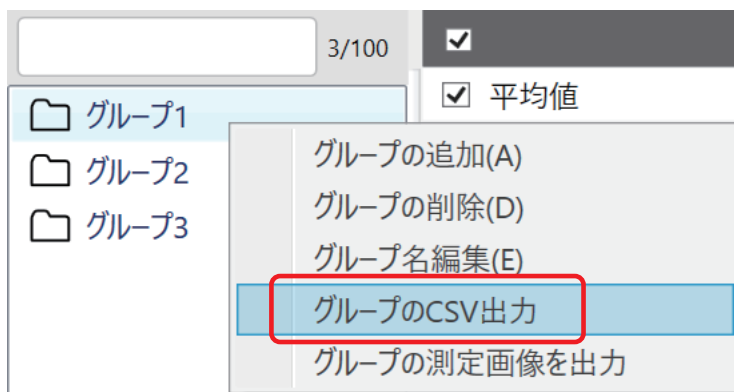 3/100
平均値
グループ1
グループ2
グループ3
グループの追加(A)
グループの削除(D)
グループ名編集(E)
グループのCSV出力
グループの測定画像を出力